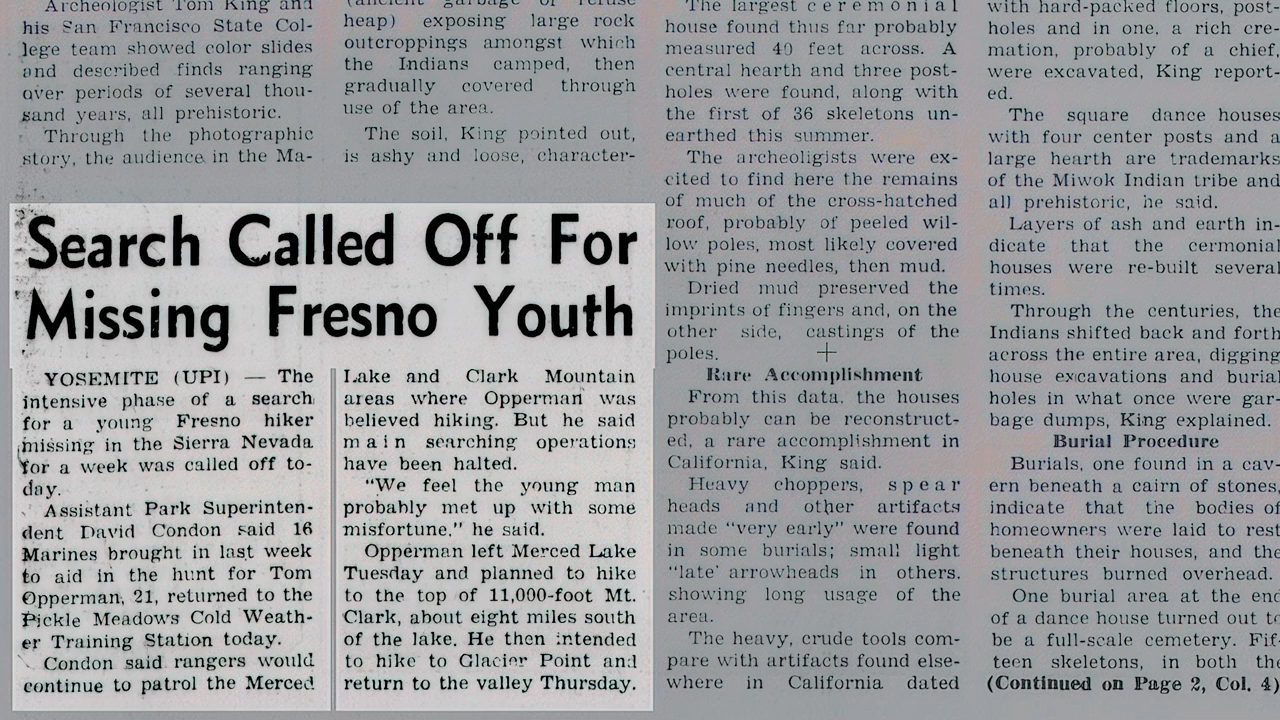 Archeologist Tom King and
his San Francisco State Col-
lege team showed color slides
and described finds ranging
over periods of several thou-
sand years, all prehistoric.
Through the photographic
story, the audience in the Ma-
(ancient garbage or refuse
heap) exposing large rock
outcroppings amongst which
the Indians camped, then
gradually covered through
use of the area.
The soil, King pointed out,
is ashy and loose, character-
Search Called Off For
Missing Fresno Youth
YOSEMITE (UPI) — The
intensive phase of a search
for a young Fresno hiker
missing in the Sierra Nevada
for a week was called off to-
day.
Assistant Park Superinten-
dent David Condon said 16
Marines brought in last week
to aid in the hunt for Tom
Opperman, 21, returned to the
Pickle Meadows Cold Weath-
er Training Station today.
Condon said rangers would
continue to patrol the Merced
Lake and Clark Mountain
areas where Opperman was
believed hiking. But he said
main searching operations
have been halted.
"We feel the young man
probably met up with some
misfortune," he said.
Opperman left Merced Lake
Tuesday and planned to hike
to the top of 11,000-foot Mt.
Clark, about eight miles south
of the lake. He then intended
to hike to Glacier Point and
return to the valley Thursday.
The largest ceremonial
house found thus far probably
measured 40 feet across. A
central hearth and three post-
holes were found, along with
the first of 36 skeletons un-
earthed this summer.
The archeoligists were ex-
cited to find here the remains
of much of the cross-hatched
roof, probably of peeled wil-
low poles, most likely covered
with pine needles, then mud.
Dried mud preserved the
imprints of fingers and, on the
other side, castings of the
poles.
Rare Accomplishment
From this data. the houses
probably can be reconstruct-
ed, a rare accomplishment in
California, King said.
Heavy choppers, spear
heads and other artifacts
made "very early" were found
in some burials; small light
"late' arrowheads in others.
showing long usage of the
area.
The heavy, crude tools com-
pare with artifacts found else-
where in California dated
with hard-packed floors, post-
holes and in one, a rich cre-
mation, probably of a chief,
were excavated, King report-
ed.
The square dance houses
with four center posts and a
large hearth are trademarks
of the Miwok Indian tribe and
all prehistoric, he said.
Layers of ash and earth in-
dicate that the cermonial
houses were re-built several
times.
Through the centuries, the
Indians shifted back and forth
across the entire area, digging
house excavations and burial
holes in what once were gar-
bage dumps, King explained.
Burial Procedure
Burials, one found in a cav-
ern beneath a cairn of stones,
indicate that the bodies of
homeowners were laid to rest
beneath their houses, and the
structures burned overhead.
One burial area at the end
of a dance house turned out to
be a full-scale cemetery. Fif-
teen skeletons, in both the
(Continued on Page 2, Col. 4)